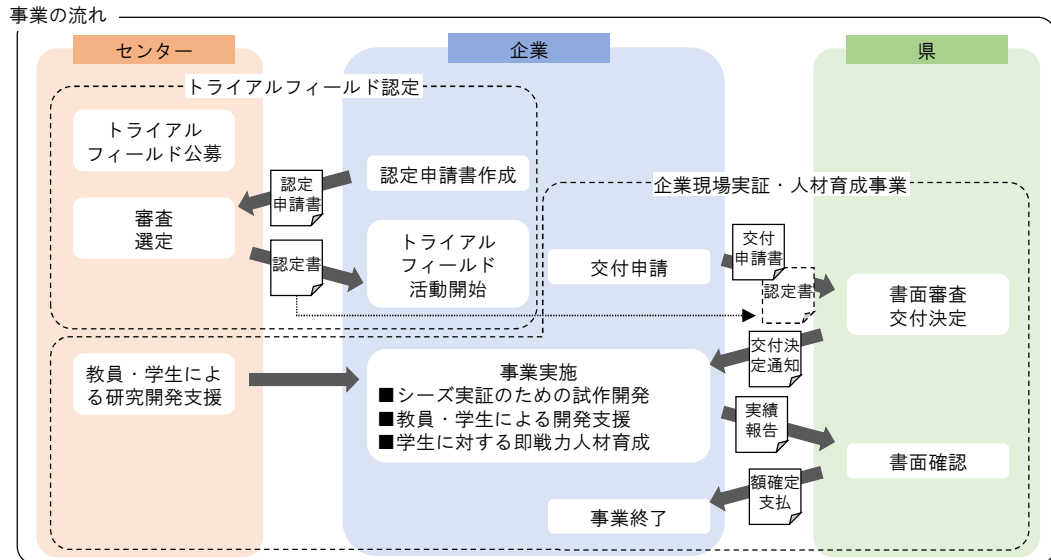 事業の流れ
センター
企業
県
トライアルフィールド認定
トライアル
フィールド公募
認定
申請書
認定申請書作成
企業現場実証・人材育成事業
審査
選定
認定書
トライアル
フィールド
活動開始
交付申請
交付
申請書
認定書
書面審査
交付決定
交付決
定通知
教員・学生によ
る研究開発支援
事業実施
■シーズ実証のための試作開発
■教員・学生による開発支援
■学生に対する即戦力人材育成
実績
報告
書面確認
額確定
支払
事業終了